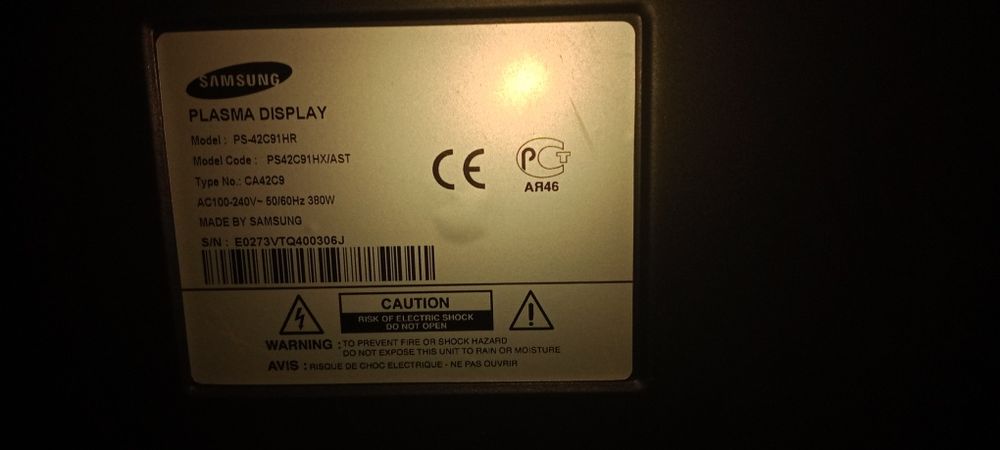 SAMSUNG
PLASMA DISPLAY
Model : PS-42C91HR
Model Code : PS42C91HX/AST
Type No.: CA42C9
AC100-240V~ 50/60Hz 380W
MADE BY SAMSUNG
S/N : E0273VTQ400306J
CE
РСТ
АЯ46
CAUTION
RISK OF ELECTRIC SHOCK
DO NOT OPEN
WARNING : TO PREVENT FIRE OR SHOCK HAZARD
DO NOT EXPOSE THIS UNIT TO RAIN OR MOISTURE
AVIS : RISQUE DE CHOC ELECTRIQUE - NE PAS OUVRIR